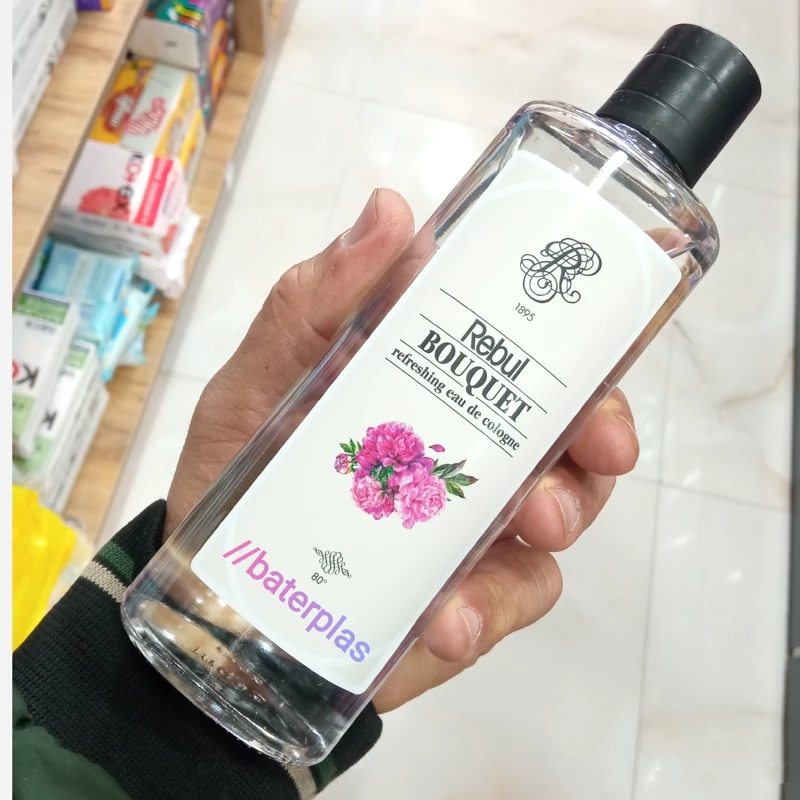 R
1895
Rebul
BOUQUET
refreshing eau de cologne
80°
//baterplas